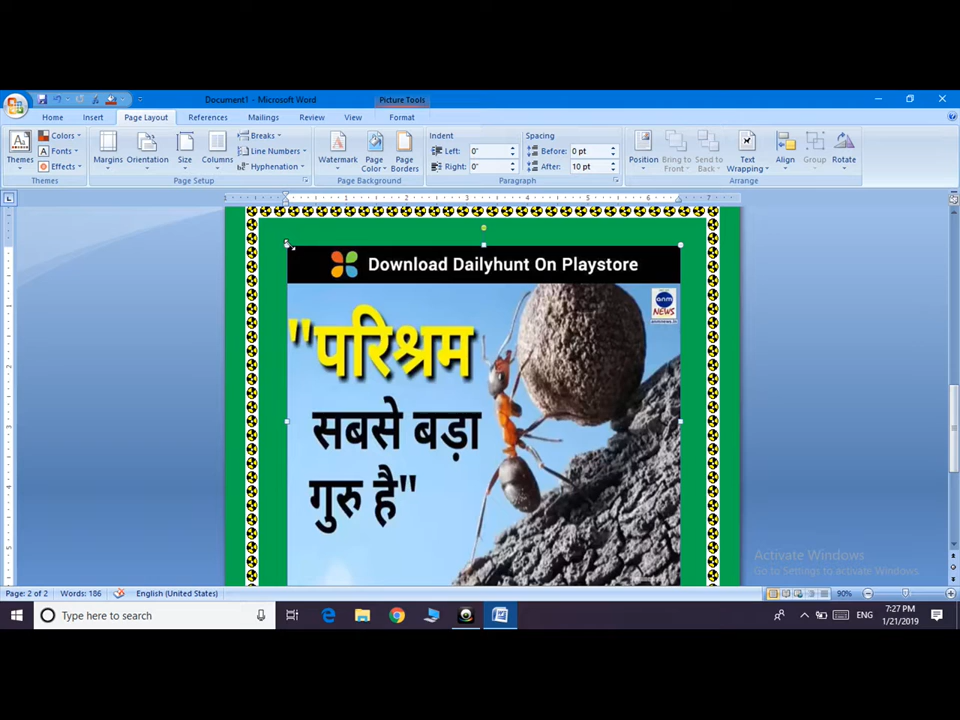 Document1 - Microsoft Word
Picture Tools
Home
Insert
Page Layout
References
Mailings
Review
View
Format
Themes
Colors
Fonts
Effects
Themes
Margins
Orientation
Size
Columns
Breaks
Line Numbers
Hyphenation
Page Setup
Watermark
Page Color
Page Borders
Page Background
Indent
Left: 0"
Right: 0"
Spacing
Before: 0 pt
After: 10 pt
Paragraph
Position
Bring to Front
Send to Back
Text Wrapping
Align
Group
Rotate
Arrange
Download Dailyhunt On Playstore
anm
NEWS
"परिश्रम
सबसे बड़ा
गुरु है"
Activate Windows
Go to Settings to activate Windows.
Page: 2 of 2
Words: 186
English (United States)
90%
Type here to search
ENG
7:27 PM
1/21/2019